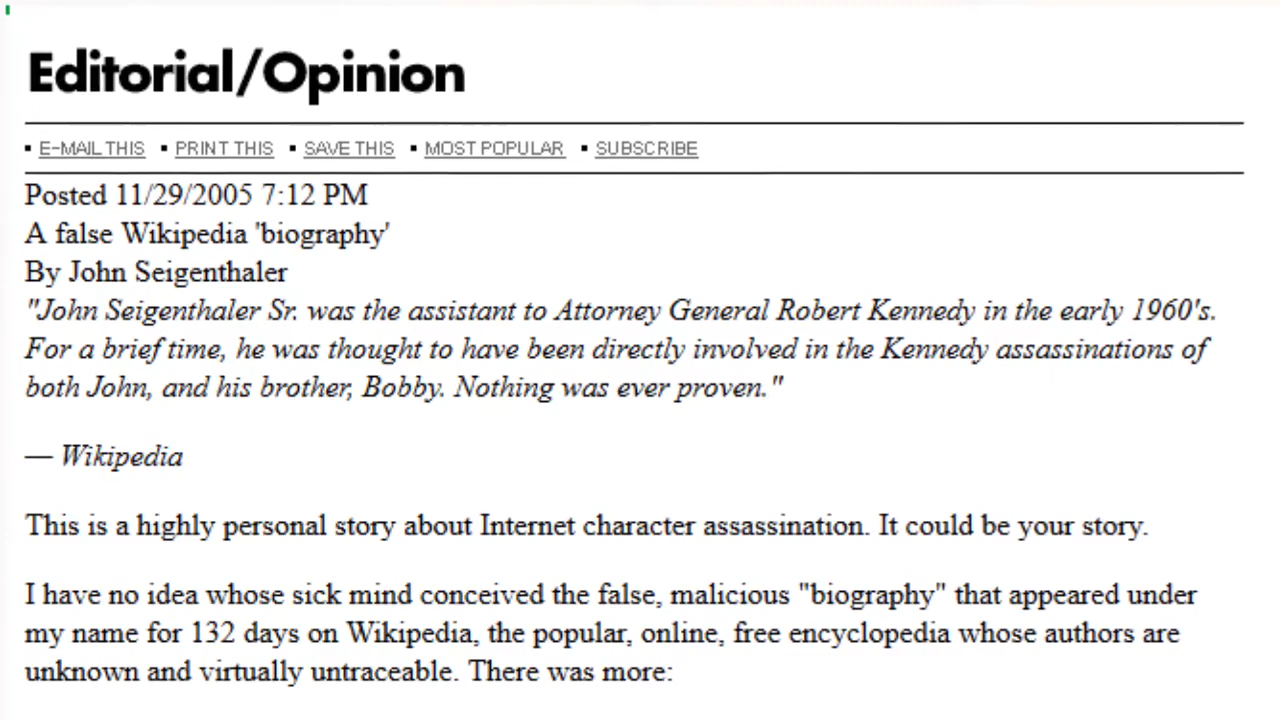 Editorial/Opinion
▪ E-MAIL THIS ▪ PRINT THIS ▪ SAVE THIS ▪ MOST POPULAR ▪ SUBSCRIBE
Posted 11/29/2005 7:12 PM
A false Wikipedia 'biography'
By John Seigenthaler
"John Seigenthaler Sr. was the assistant to Attorney General Robert Kennedy in the early 1960's.
For a brief time, he was thought to have been directly involved in the Kennedy assassinations of
both John, and his brother, Bobby. Nothing was ever proven."
— Wikipedia
This is a highly personal story about Internet character assassination. It could be your story.
I have no idea whose sick mind conceived the false, malicious "biography" that appeared under
my name for 132 days on Wikipedia, the popular, online, free encyclopedia whose authors are
unknown and virtually untraceable. There was more: